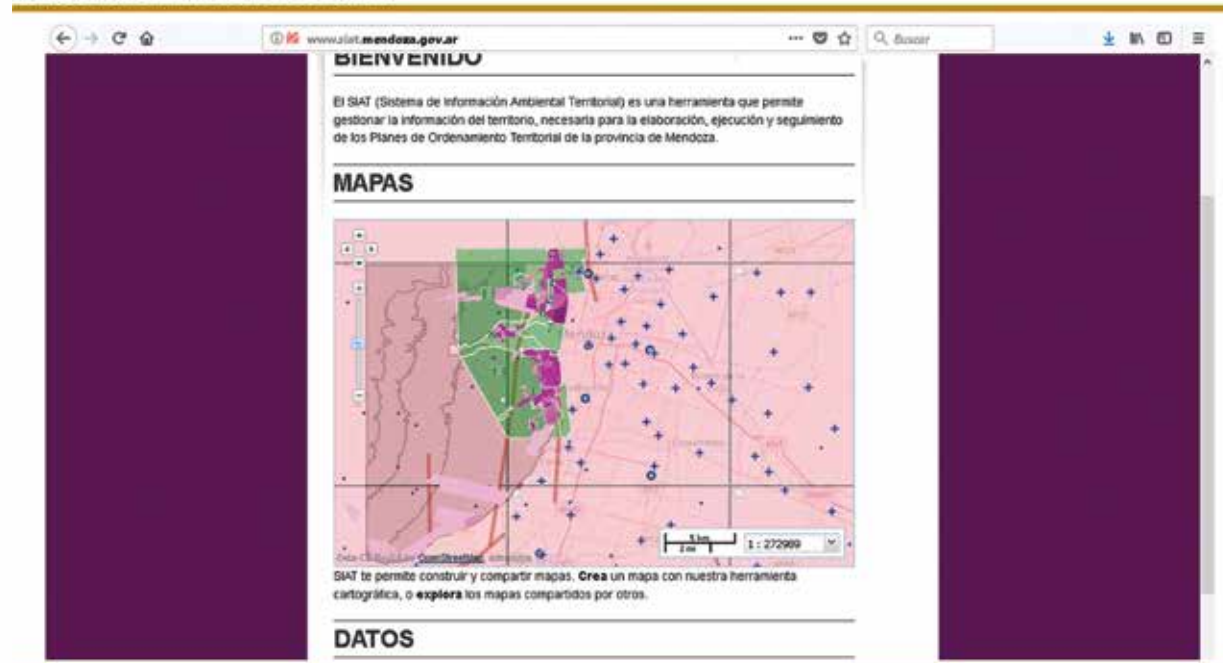 www.siat.mendoza.gov.ar
Buscar
BIENVENIDO
El SIAT (Sistema de Información Ambiental Territorial) es una herramienta que permite
gestionar la información del territorio, necesaria para la elaboración, ejecución y seguimiento
de los Planes de Ordenamiento Territorial de la provincia de Mendoza.
MAPAS
Mendoza
5 km
2 mi
1 : 272989
OpenStreetMap
SIAT te permite construir y compartir mapas. Crea un mapa con nuestra herramienta
cartográfica, o explora los mapas compartidos por otros.
DATOS